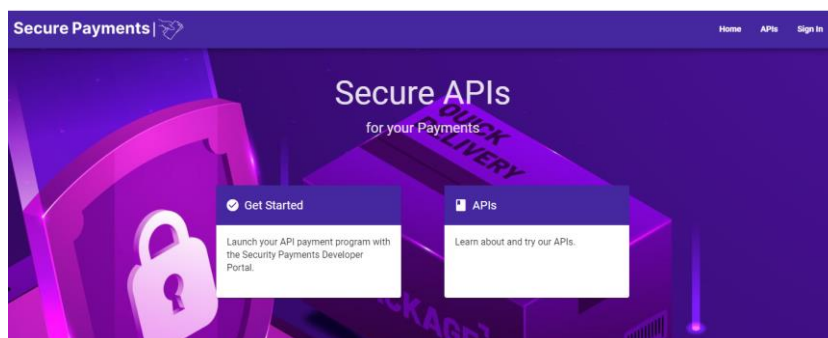 Secure Payments|
Home APIs Sign In
Secure APIs
for your Payments
QUICK
DELIVERY
Get Started
APIs
Launch your API payment program with
the Security Payments Developer
Portal.
Learn about and try our APIs.